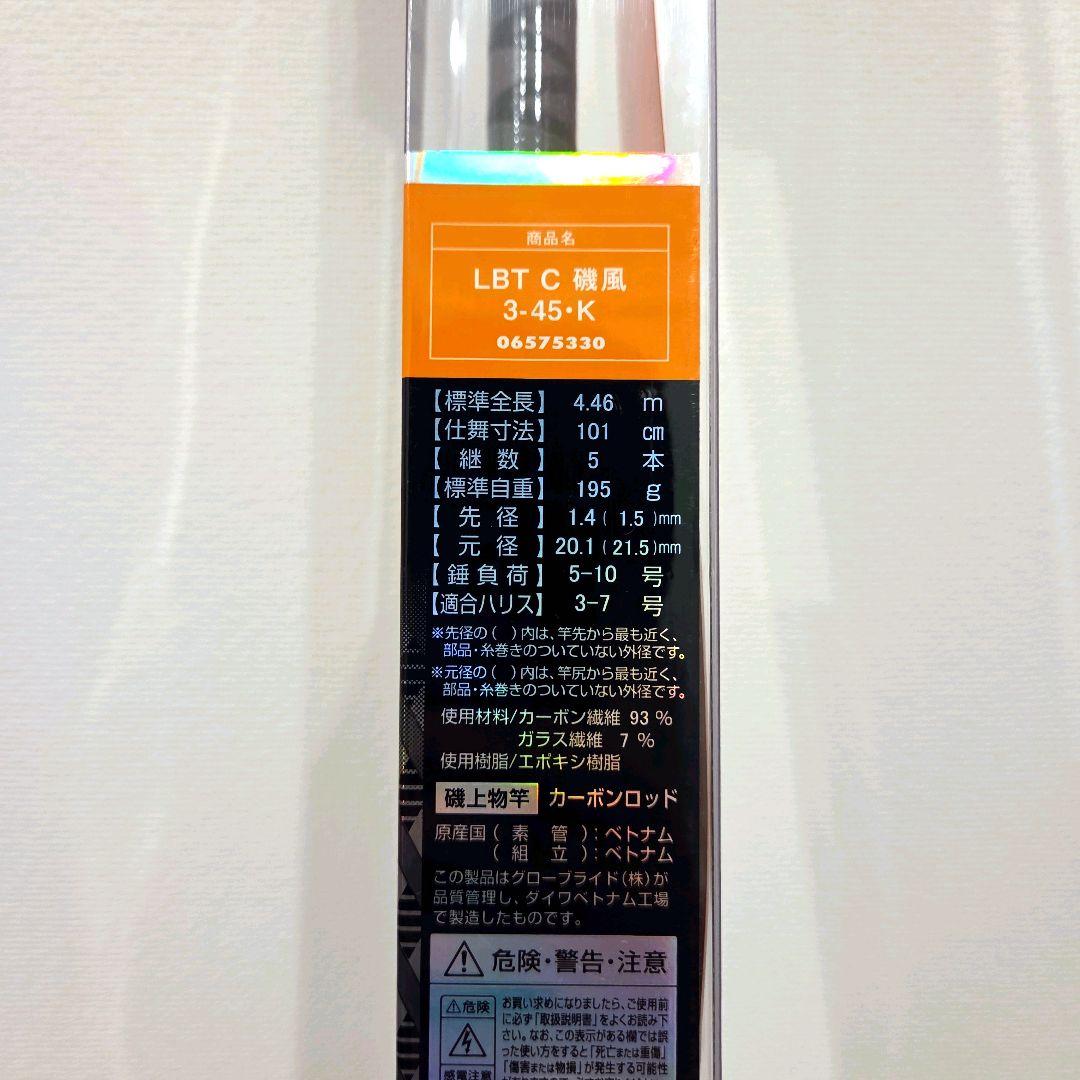 商品名
LBT C 磯風
3-45・K
06575330
【標準全長】 4.46 m
【仕舞寸法】 101 cm
【継数】 5 本
【標準自重】 195 g
【先径】 1.4(1.5)mm
【元径】 20.1(21.5)mm
【錘負荷】 5-10 号
【適合ハリス】 3-7 号
※先径の( )内は、竿先から最も近く、
部品・糸巻きのついていない外径です。
※元径の( )内は、竿尻から最も近く、
部品・糸巻きのついていない外径です。
使用材料/カーボン繊維 93 %
ガラス繊維 7 %
使用樹脂/エポキシ樹脂
磯上物竿 カーボンロッド
原産国(素管):ベトナム
(組立):ベトナム
この製品はグローブライド(株)が
品質管理し、ダイワベトナム工場
で製造したものです。
危険・警告・注意
危険
感電注意
お買い求めになりましたら、ご使用前
に必ず「取扱説明書」をよくお読み下
さい。なお、この表示がある欄では誤
った使い方をすると「死亡または重傷」
「傷害または物損」が発生する可能性